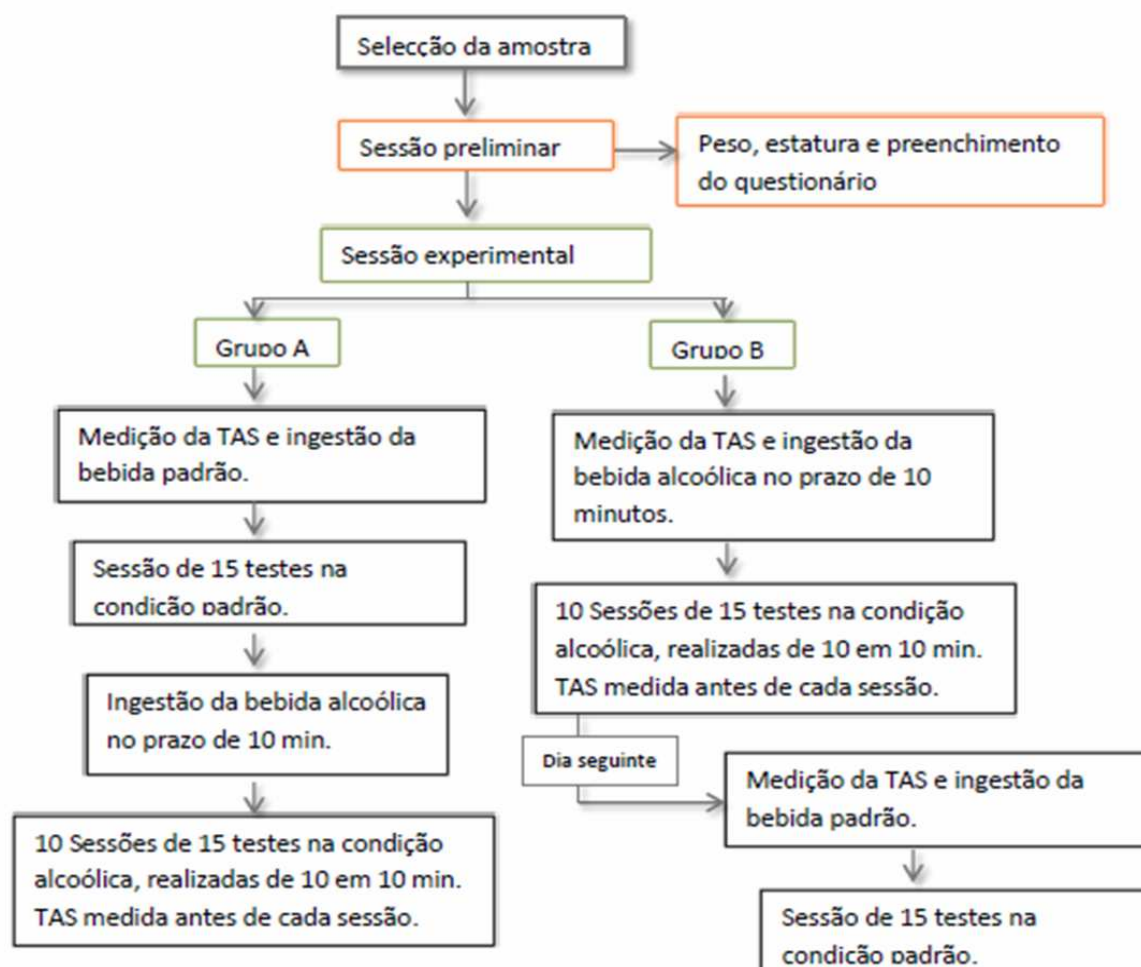 Selecção da amostra
Sessão preliminar
Peso, estatura e preenchimento
do questionário
Sessão experimental
Grupo A
Grupo B
Medição da TAS e ingestão da
bebida padrão.
Medição da TAS e ingestão da
bebida alcoólica no prazo de 10
minutos.
Sessão de 15 testes na
condição padrão.
10 Sessões de 15 testes na condição
alcoólica, realizadas de 10 em 10 min.
TAS medida antes de cada sessão.
Ingestão da bebida alcoólica
no prazo de 10 min.
Dia seguinte
Medição da TAS e ingestão da
bebida padrão.
10 Sessões de 15 testes na condição
alcoólica, realizadas de 10 em 10 min.
TAS medida antes de cada sessão.
Sessão de 15 testes na
condição padrão.